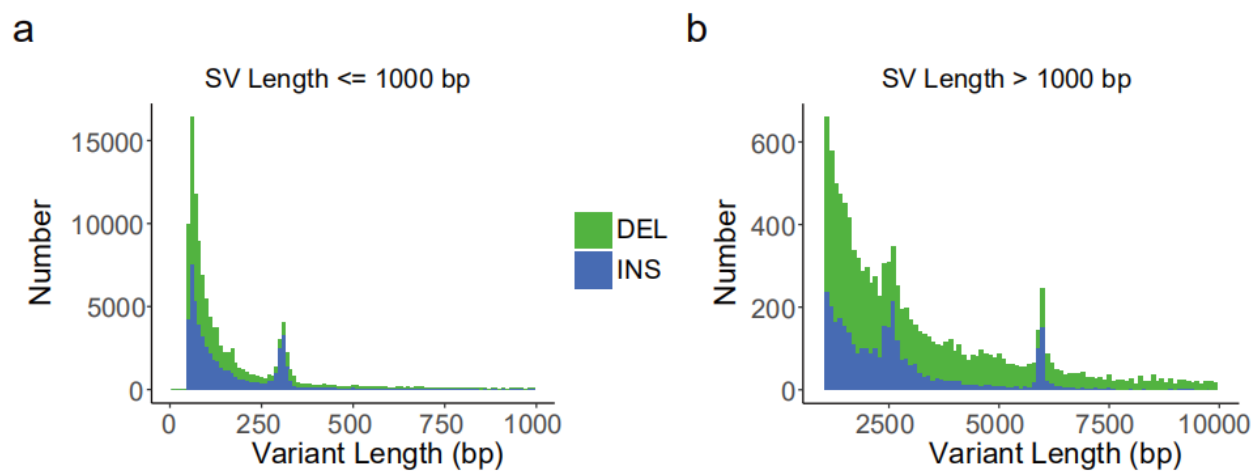 a
SV Length <= 1000 bp
Number
15000
10000
5000
0
0 250 500 750 1000
Variant Length (bp)
DEL
INS
b
SV Length > 1000 bp
Number
600
400
200
0
2500 5000 7500 10000
Variant Length (bp)